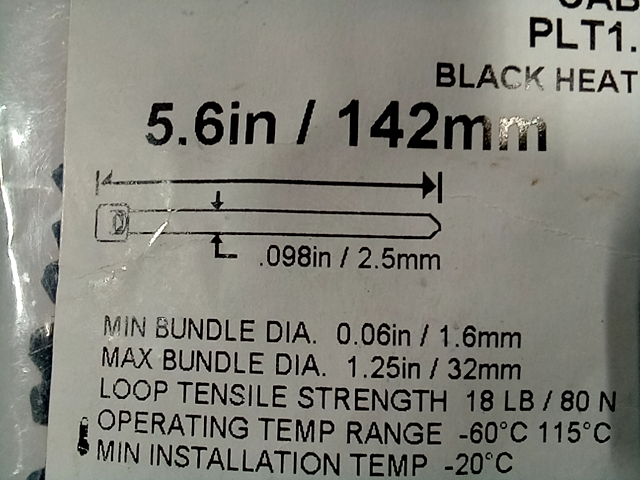 CAB
PLT1.
BLACK HEAT
5.6in / 142mm
.098in / 2.5mm
MIN BUNDLE DIA. 0.06in / 1.6mm
MAX BUNDLE DIA. 1.25in / 32mm
LOOP TENSILE STRENGTH 18 LB / 80 N
OPERATING TEMP RANGE -60°C 115°C
MIN INSTALLATION TEMP -20°C